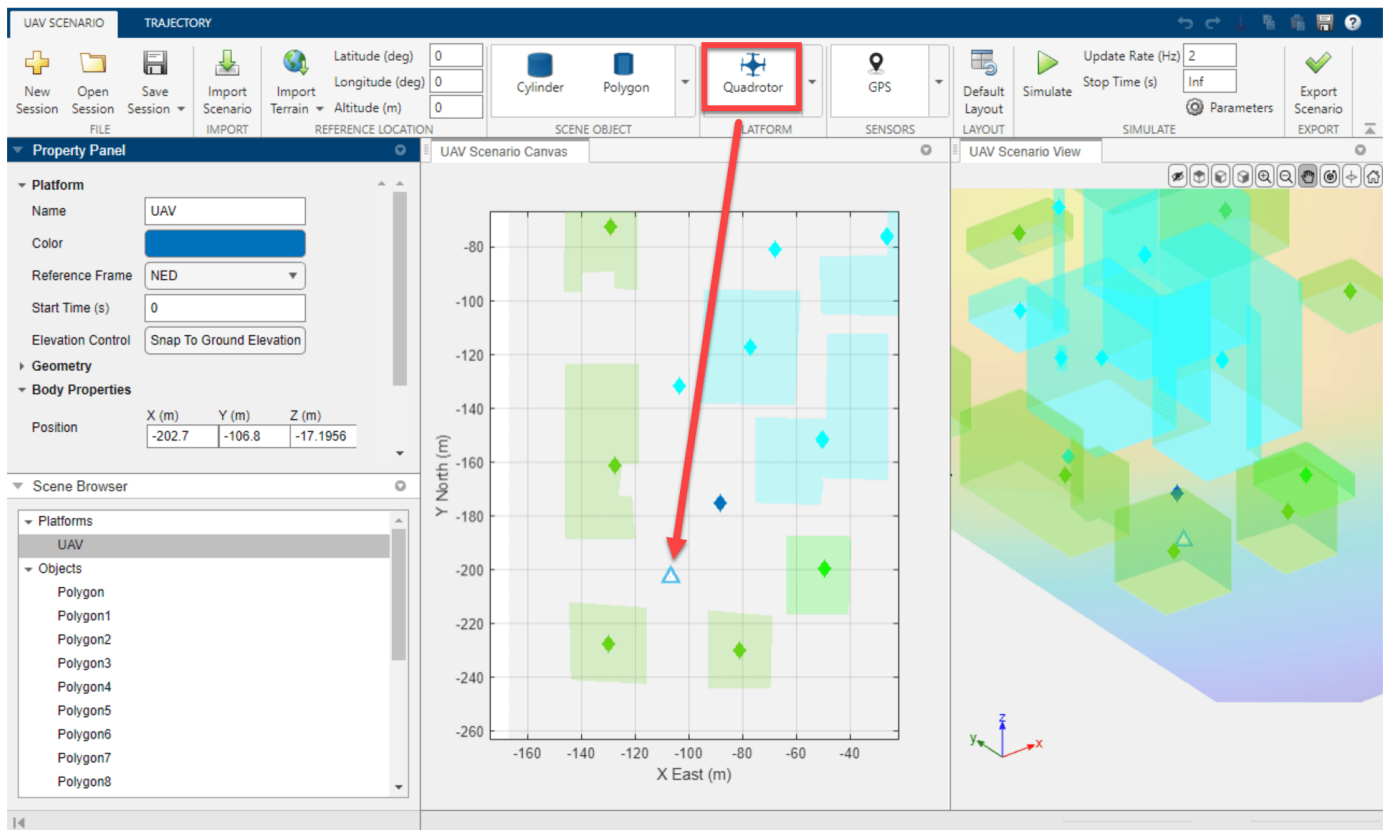 UAV SCENARIO TRAJECTORY
New Session
Open Session
Save Session
FILE
Import Scenario
IMPORT
Import Terrain
Latitude (deg) 0
Longitude (deg) 0
Altitude (m) 0
REFERENCE LOCATION
Cylinder Polygon
SCENE OBJECT
Quadrotor
LATFORM
GPS
SENSORS
Default Layout
LAYOUT
Simulate
Update Rate (Hz) 2
Stop Time (s) Inf
Parameters
SIMULATE
Export Scenario
EXPORT
Property Panel
Platform
Name UAV
Color
Reference Frame NED
Start Time (s) 0
Elevation Control Snap To Ground Elevation
Geometry
Body Properties
X (m) Y (m) Z (m)
Position -202.7 -106.8 -17.1956
Scene Browser
Platforms
UAV
Objects
Polygon
Polygon1
Polygon2
Polygon3
Polygon4
Polygon5
Polygon6
Polygon7
Polygon8
UAV Scenario Canvas
-80
-100
-120
-140
-160
-180
-200
-220
-240
-260
Y North (m)
-160 -140 -120 -100 -80 -60 -40
X East (m)
UAV Scenario View
z
y x